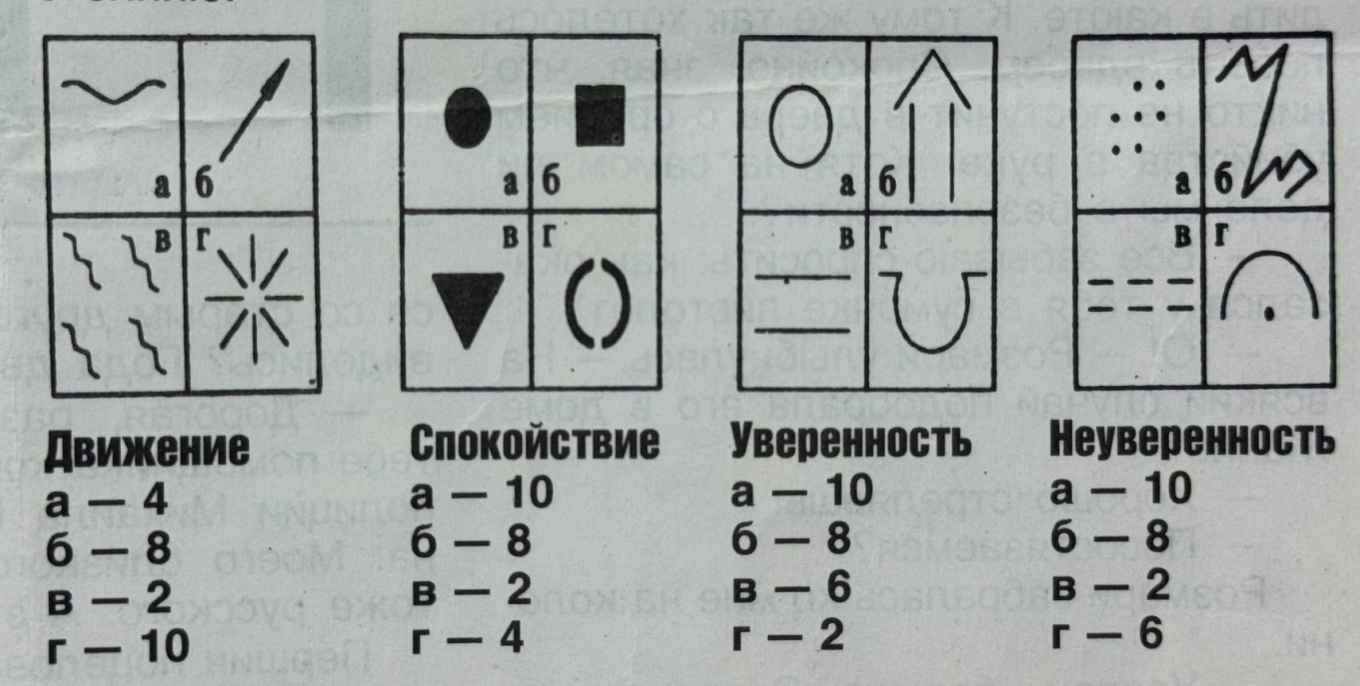 а б
в г
а б
в г
а б
в г
а б
в г
Движение
а — 4
б — 8
в — 2
г — 10
Спокойствие
а — 10
б — 8
в — 2
г — 4
Уверенность
а — 10
б — 8
в — 6
г — 2
Неуверенность
а — 10
б — 8
в — 2
г — 6